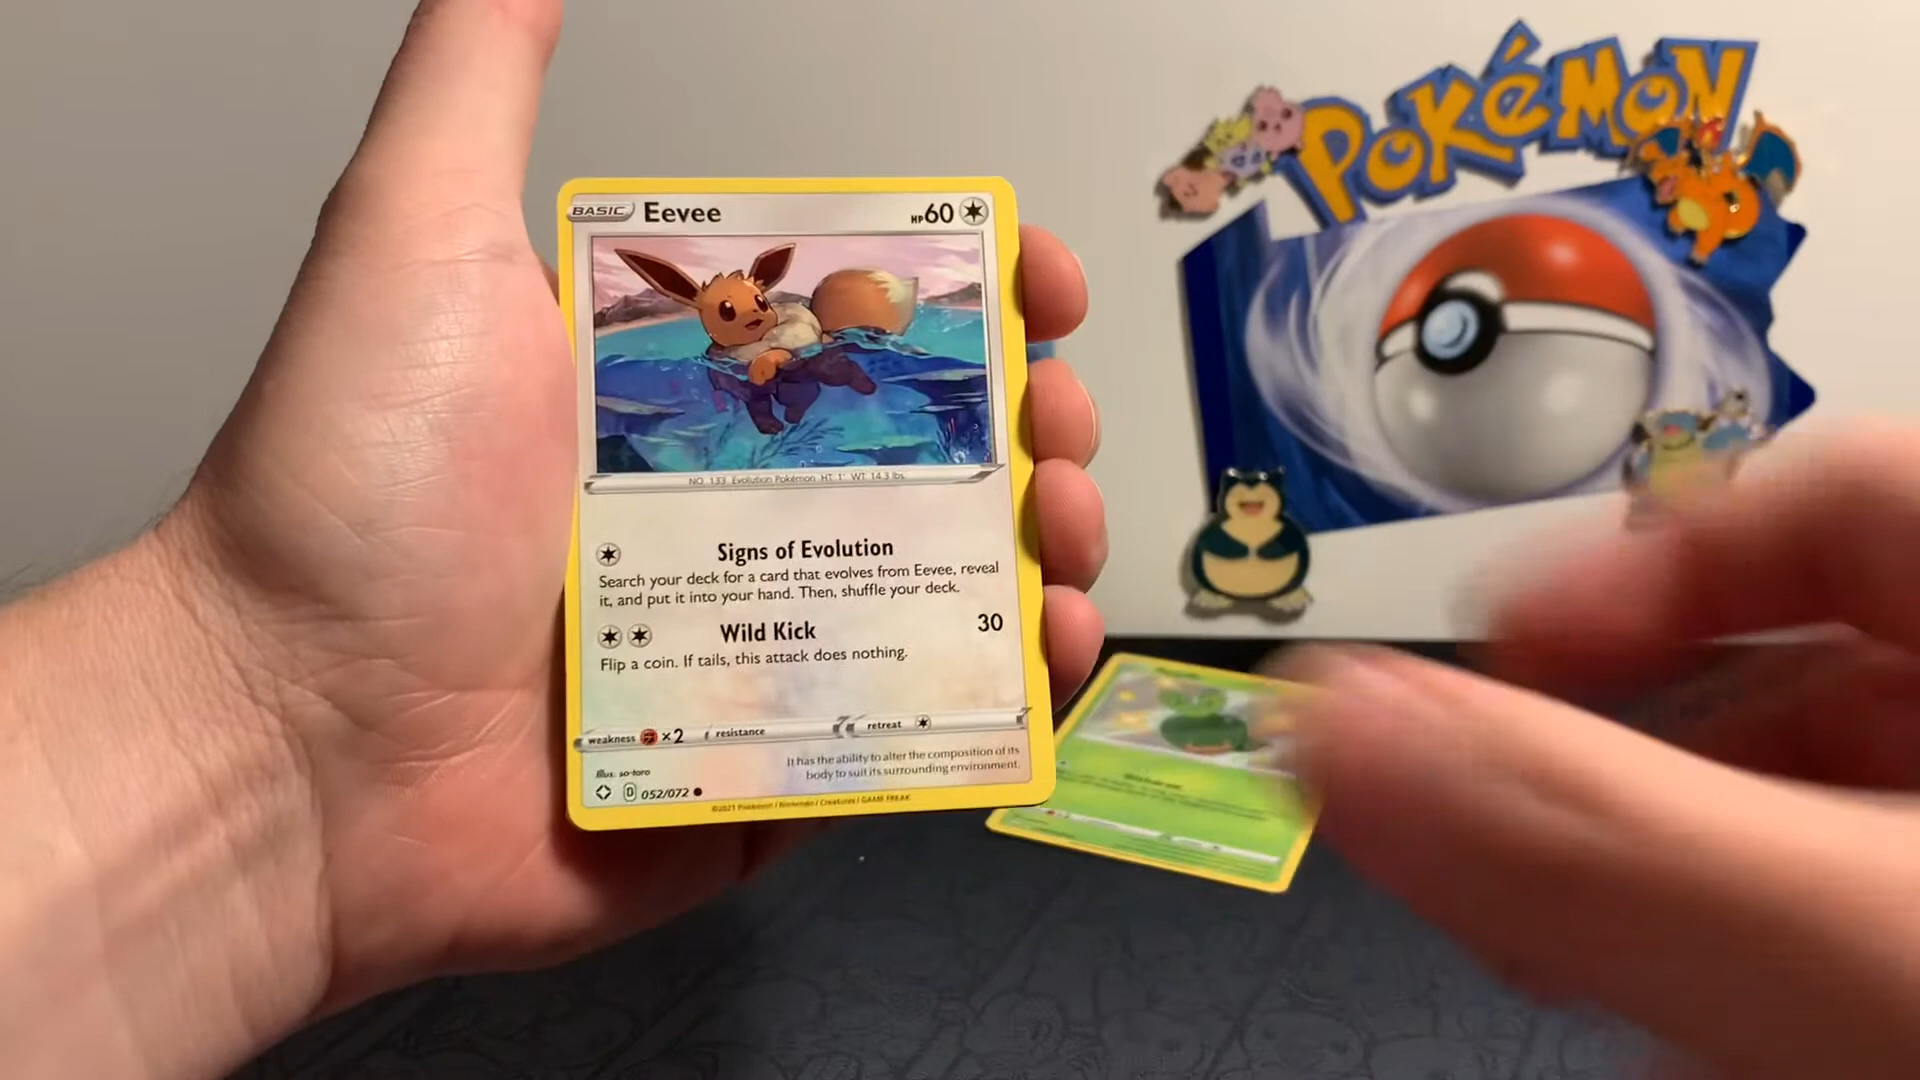 BASIC Eevee HP60
NO. 133 Evolution Pokémon HT 1' WT 14.3 lbs.
Signs of Evolution
Search your deck for a card that evolves from Eevee, reveal
it, and put it into your hand. Then, shuffle your deck.
Wild Kick 30
Flip a coin. If tails, this attack does nothing.
weakness ×2 resistance retreat
It has the ability to alter the composition of its
body to suit its surrounding environment.
Illus. so-taro
D 052/072
©2021 Pokémon / Nintendo / Creatures / GAME FREAK
POKéMON